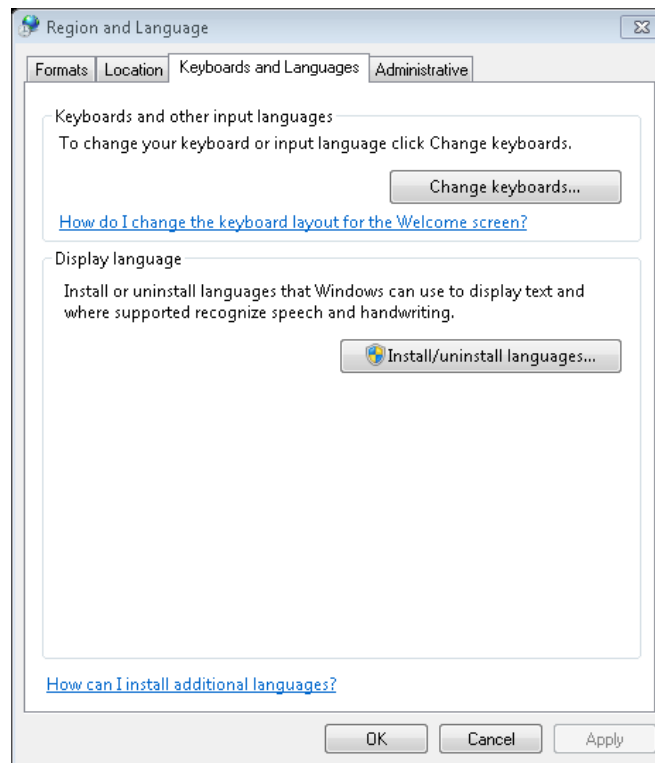 Region and Language
Formats Location Keyboards and Languages Administrative
Keyboards and other input languages
To change your keyboard or input language click Change keyboards.
Change keyboards...
How do I change the keyboard layout for the Welcome screen?
Display language
Install or uninstall languages that Windows can use to display text and
where supported recognize speech and handwriting.
Install/uninstall languages...
How can I install additional languages?
OK Cancel Apply